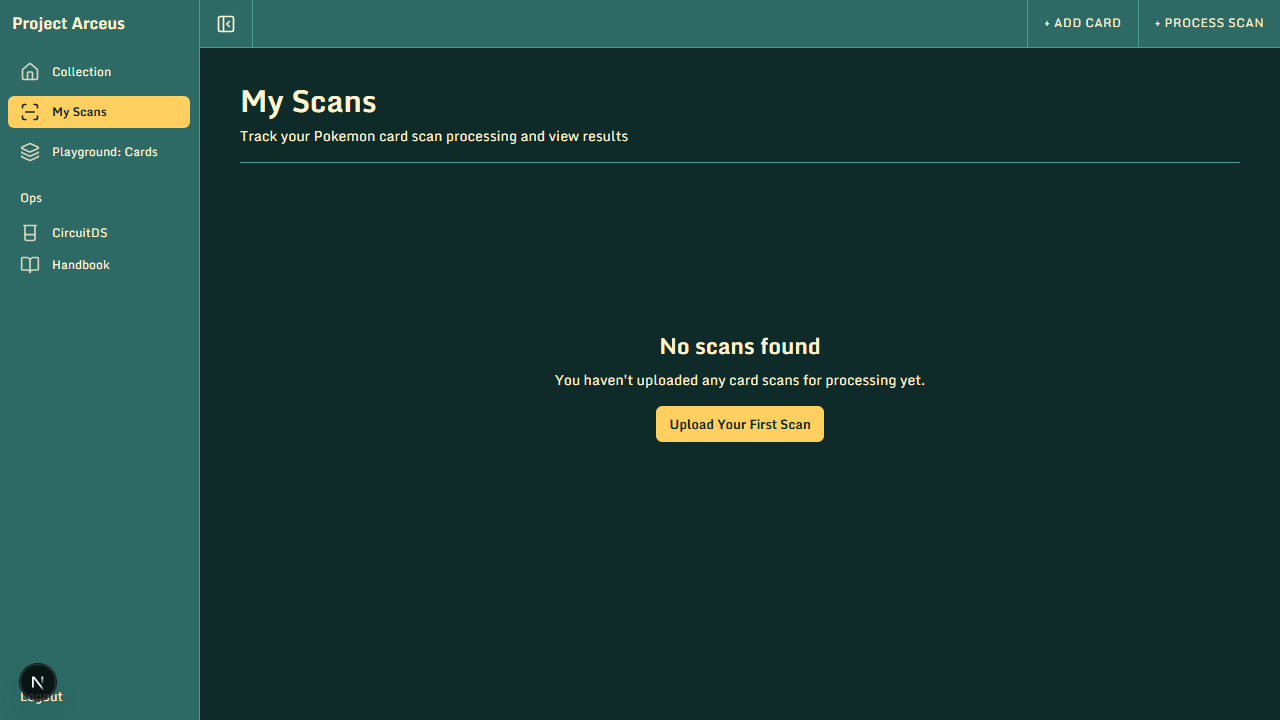 Project Arceus
+ ADD CARD
+ PROCESS SCAN
Collection
My Scans
Playground: Cards
Ops
CircuitDS
Handbook
Logout
My Scans
Track your Pokemon card scan processing and view results
No scans found
You haven't uploaded any card scans for processing yet.
Upload Your First Scan
N